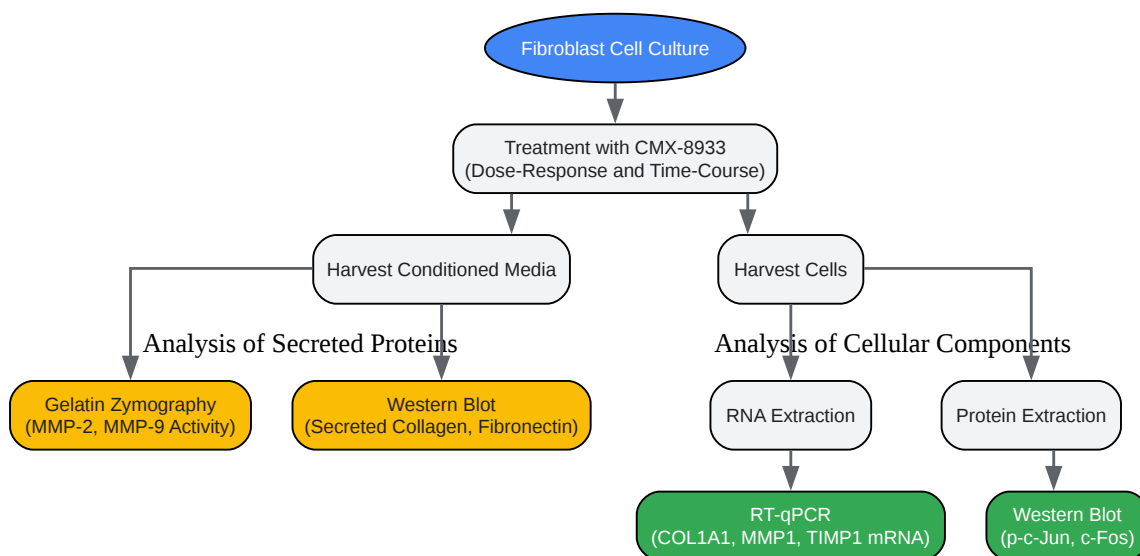 Fibroblast Cell Culture
Treatment with CMX-8933
(Dose-Response and Time-Course)
Harvest Conditioned Media
Harvest Cells
Analysis of Secreted Proteins
Analysis of Cellular Components
Gelatin Zymography
(MMP-2, MMP-9 Activity)
Western Blot
(Secreted Collagen, Fibronectin)
RNA Extraction
Protein Extraction
RT-qPCR
(COL1A1, MMP1, TIMP1 mRNA)
Western Blot
(p-c-Jun, c-Fos)